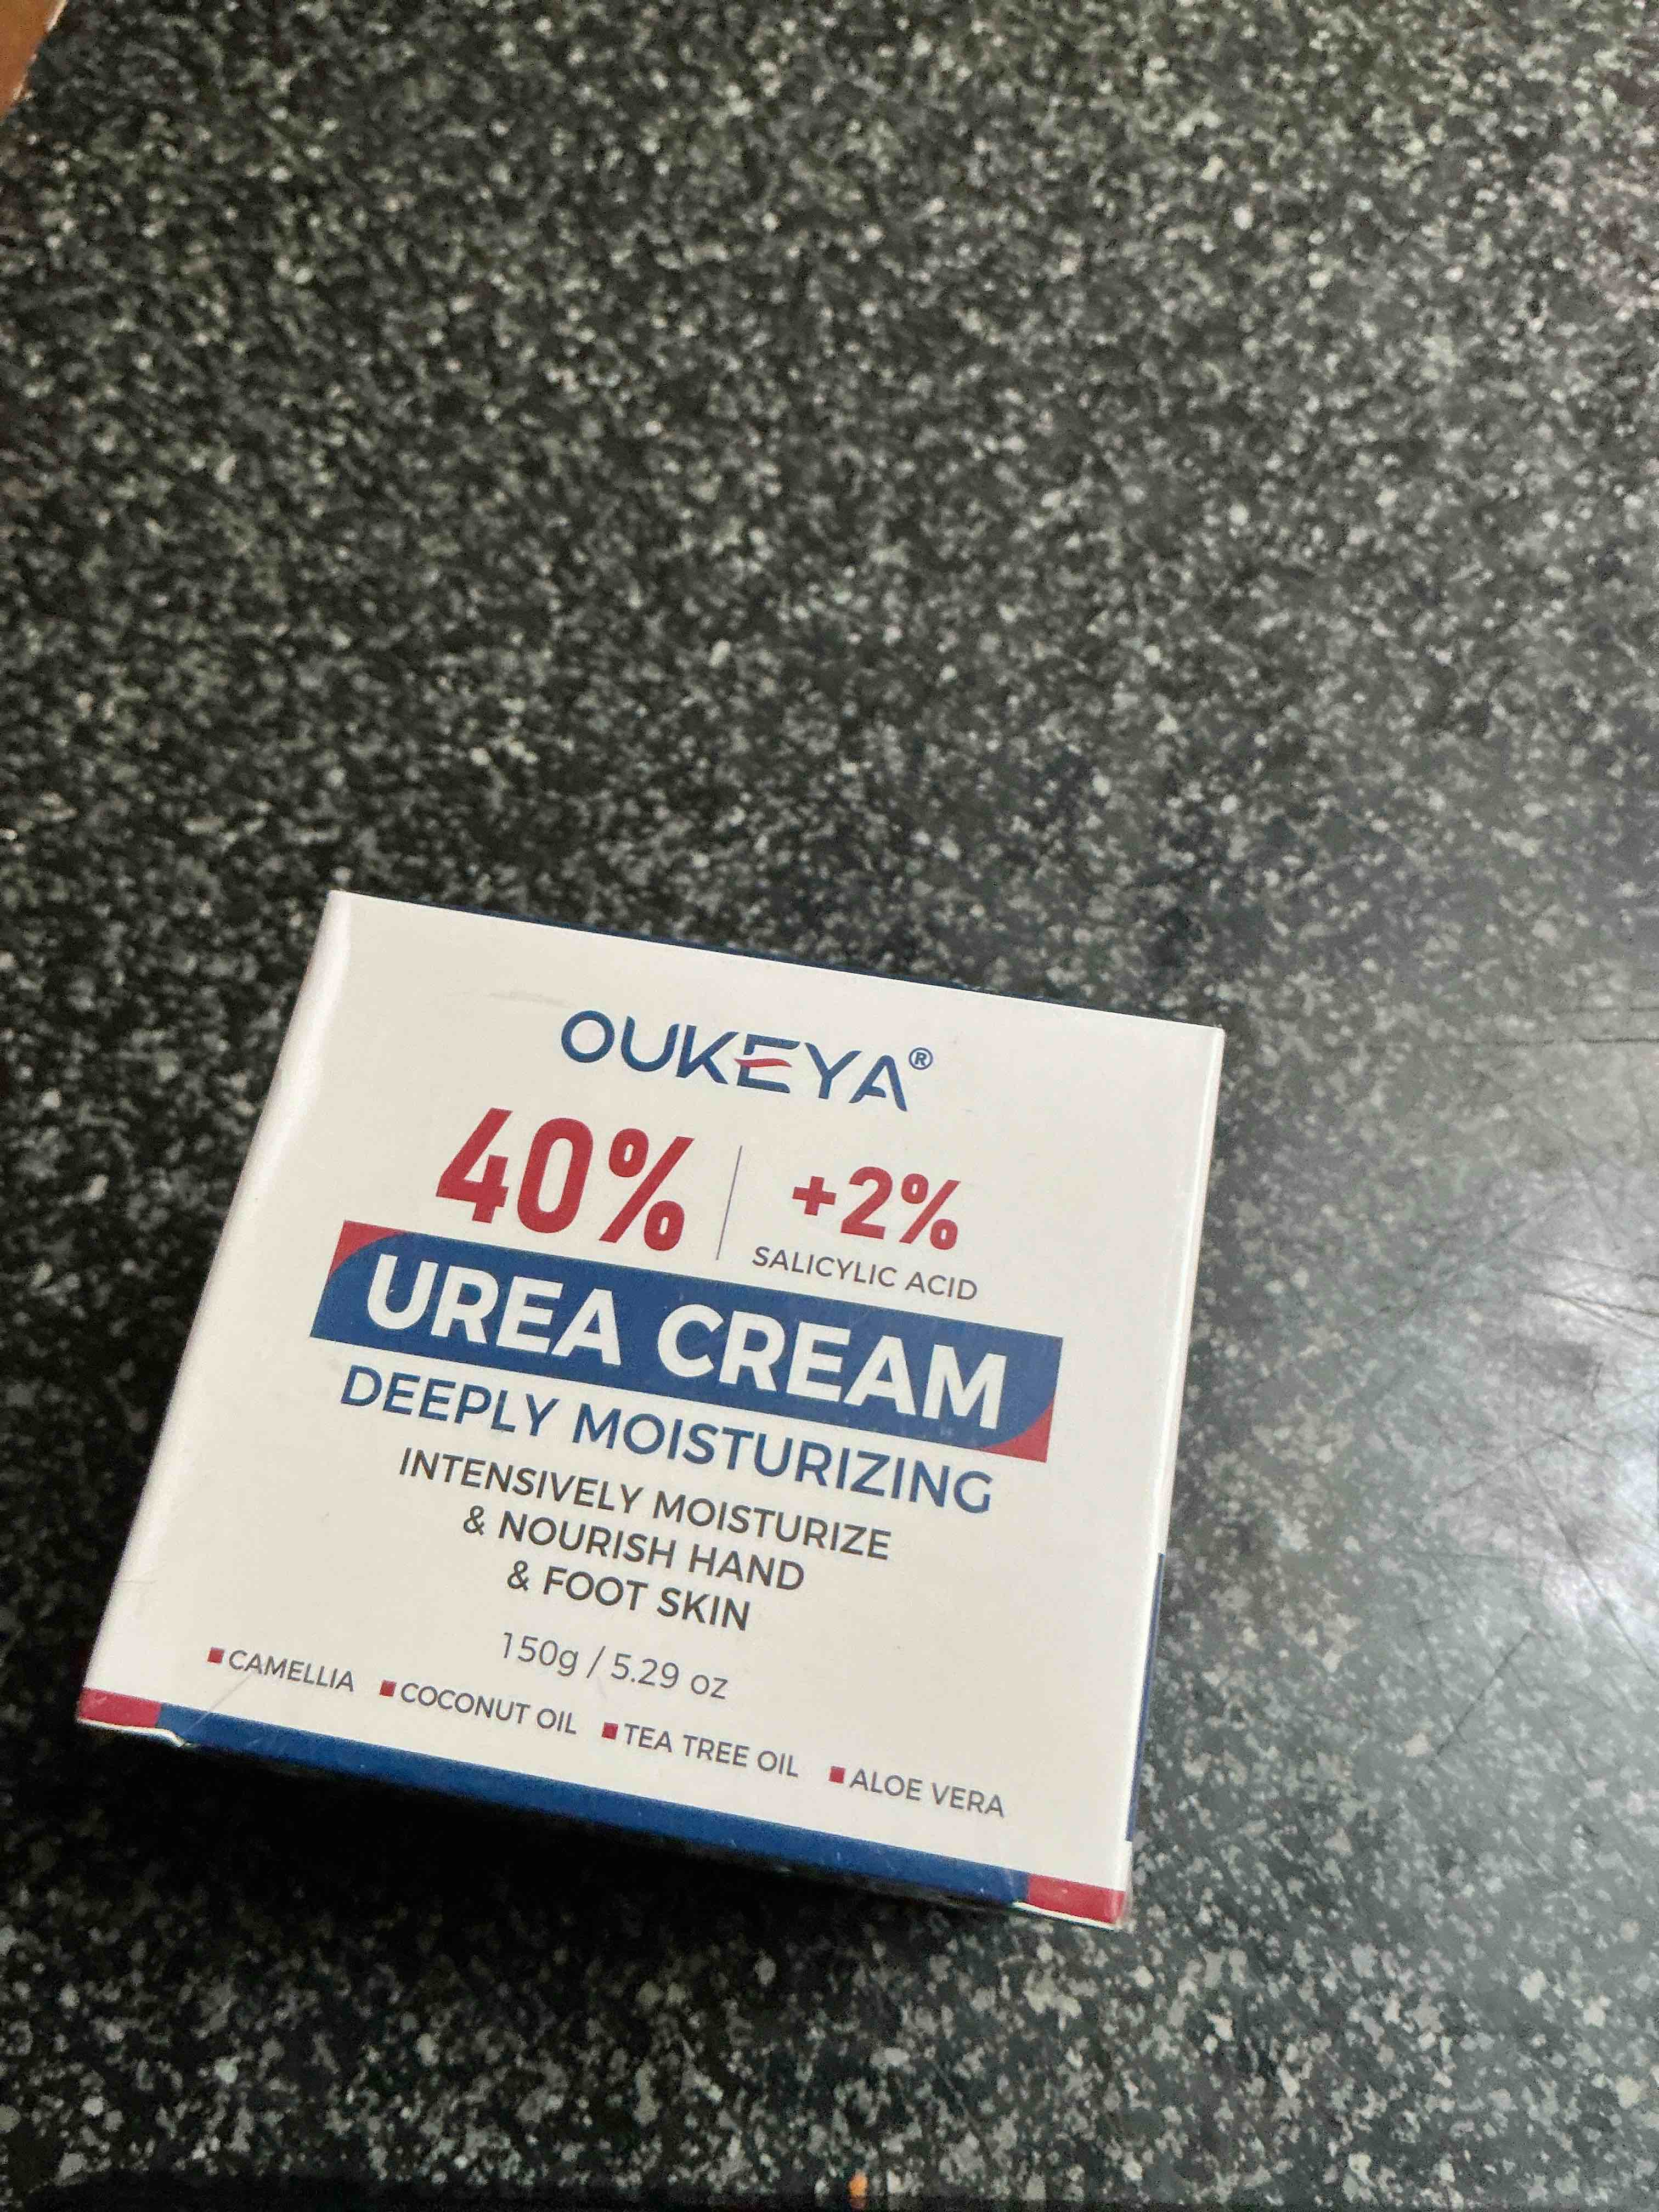 OUKEYA®
40% +2%
SALICYLIC ACID
UREA CREAM
DEEPLY MOISTURIZING
INTENSIVELY MOISTURIZE
& NOURISH HAND
& FOOT SKIN
150g / 5.29 oz
CAMELLIA COCONUT OIL TEA TREE OIL ALOE VERA